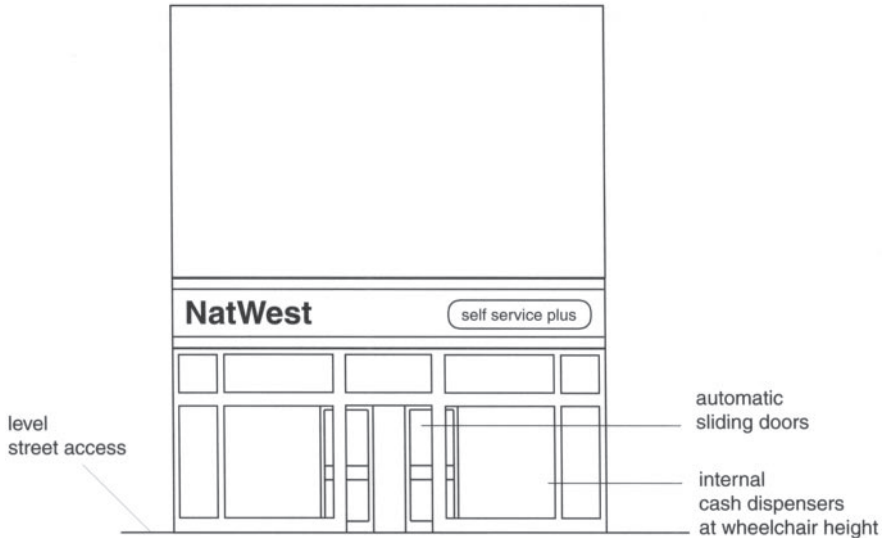 NatWest
self service plus
level
street access
automatic
sliding doors
internal
cash dispensers
at wheelchair height